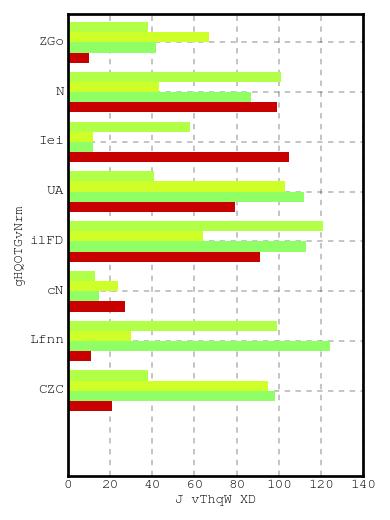 ZGo
N
Iei
UA
ilFD
cN
Lfnn
CZC
gHQOTGvNrm
0 20 40 60 80 100 120 140
J vThqW XD